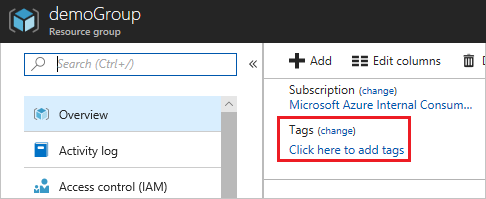 demoGroup
Resource group
Search (Ctrl+/)
Overview
Activity log
Access control (IAM)
Add Edit columns
Subscription (change)
Microsoft Azure Internal Consum...
Tags (change)
Click here to add tags